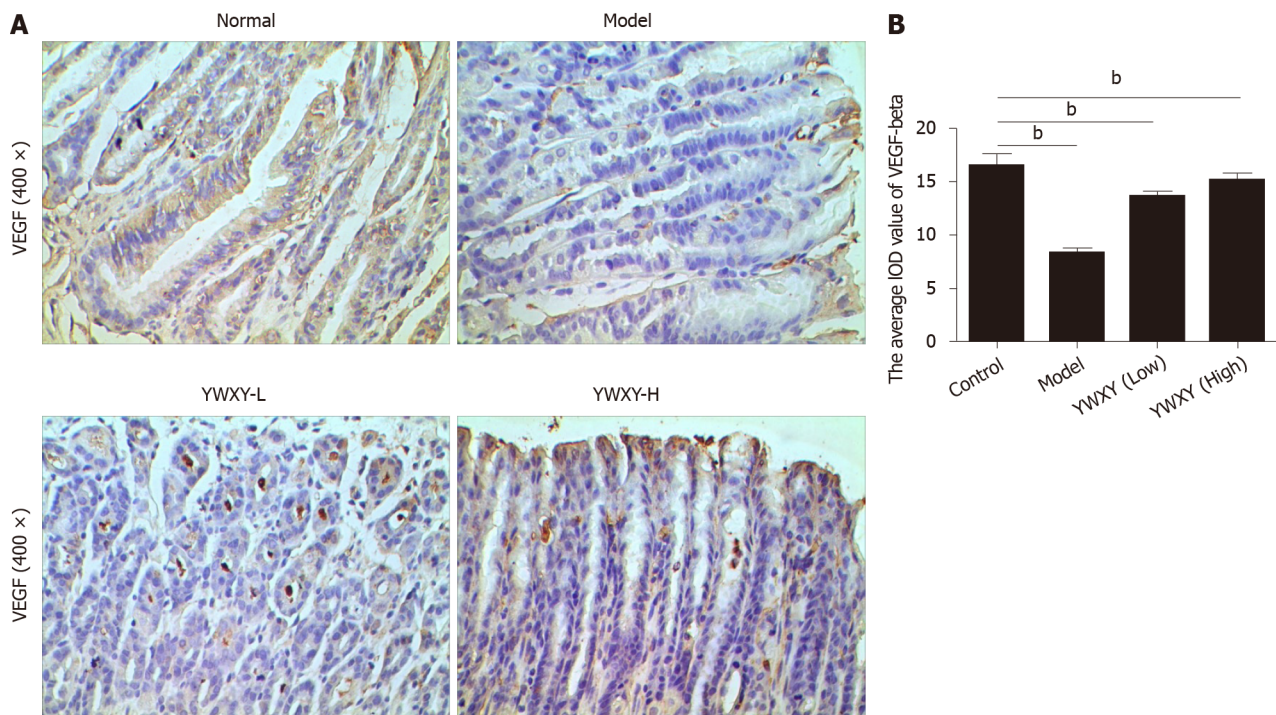 A
Normal
Model
VEGF (400 ×)
YWXY-L
YWXY-H
VEGF (400 ×)
B
The average IOD value of VEGF-beta
b
b
b
20
15
10
5
0
Control
Model
YWXY (Low)
YWXY (High)